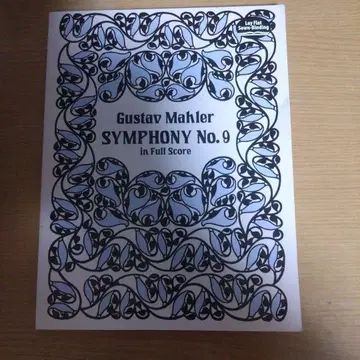 Lay Flat
Sewn-Binding
Gustav Mahler
SYMPHONY No. 9
in Full Score